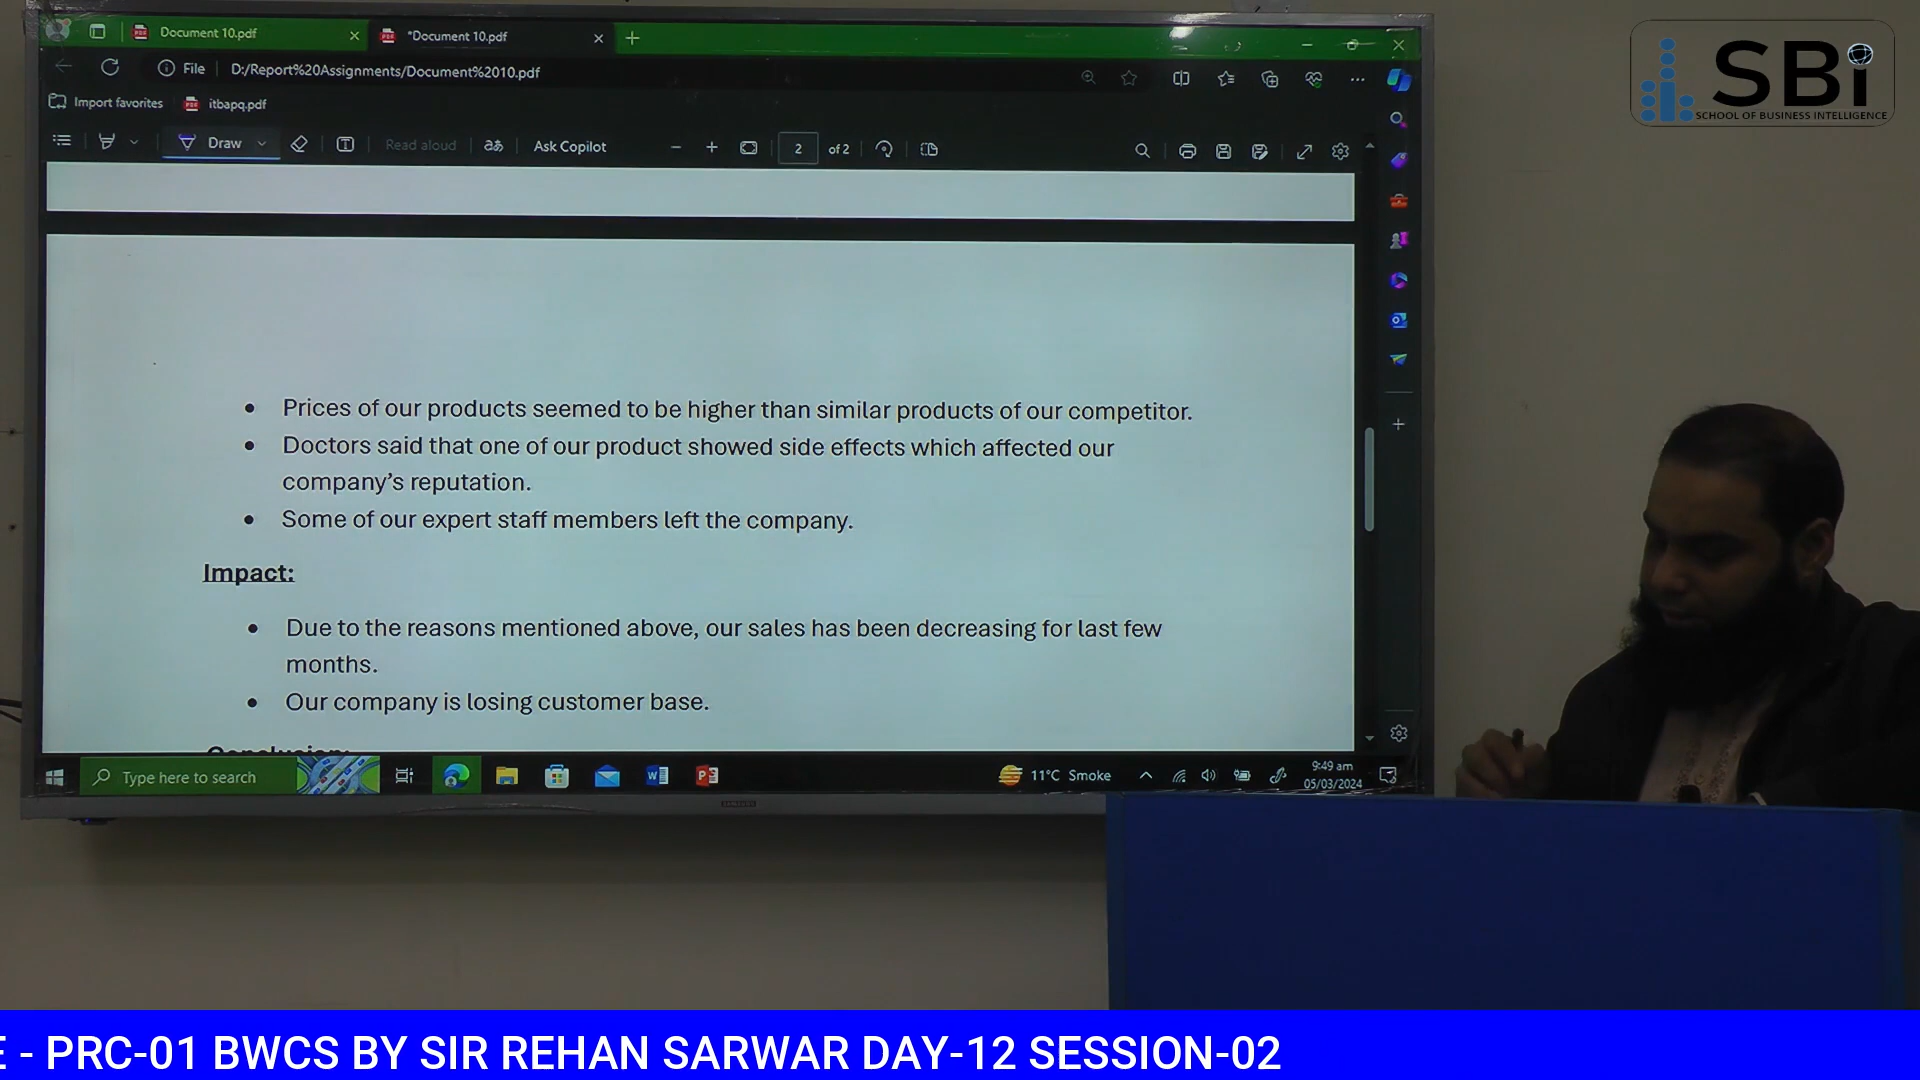 Document 10.pdf
*Document 10.pdf
File
D:/Report%20Assignments/Document%2010.pdf
Import favorites
itbapq.pdf
Draw
Read aloud
aあ
Ask Copilot
2
of 2
SBi
SCHOOL OF BUSINESS INTELLIGENCE
• Prices of our products seemed to be higher than similar products of our competitor.
• Doctors said that one of our product showed side effects which affected our
company’s reputation.
• Some of our expert staff members left the company.
Impact:
• Due to the reasons mentioned above, our sales has been decreasing for last few
months.
• Our company is losing customer base.
Conclusion:
Type here to search
11°C Smoke
9:49 am
05/03/2024
SAMSUNG
E - PRC-01 BWCS BY SIR REHAN SARWAR DAY-12 SESSION-02